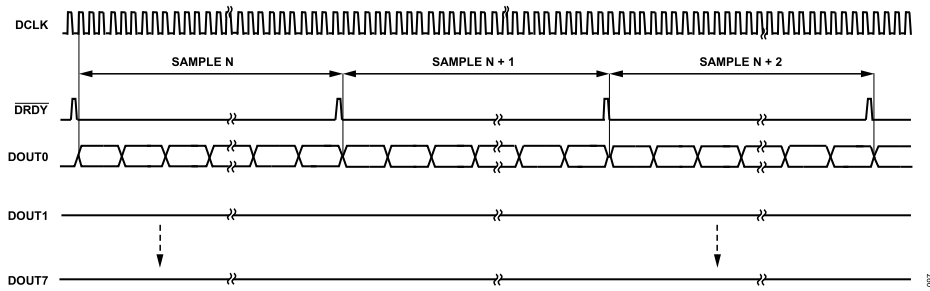 DCLK
SAMPLE N
SAMPLE N + 1
SAMPLE N + 2
DRDY
DOUT0
DOUT1
DOUT7